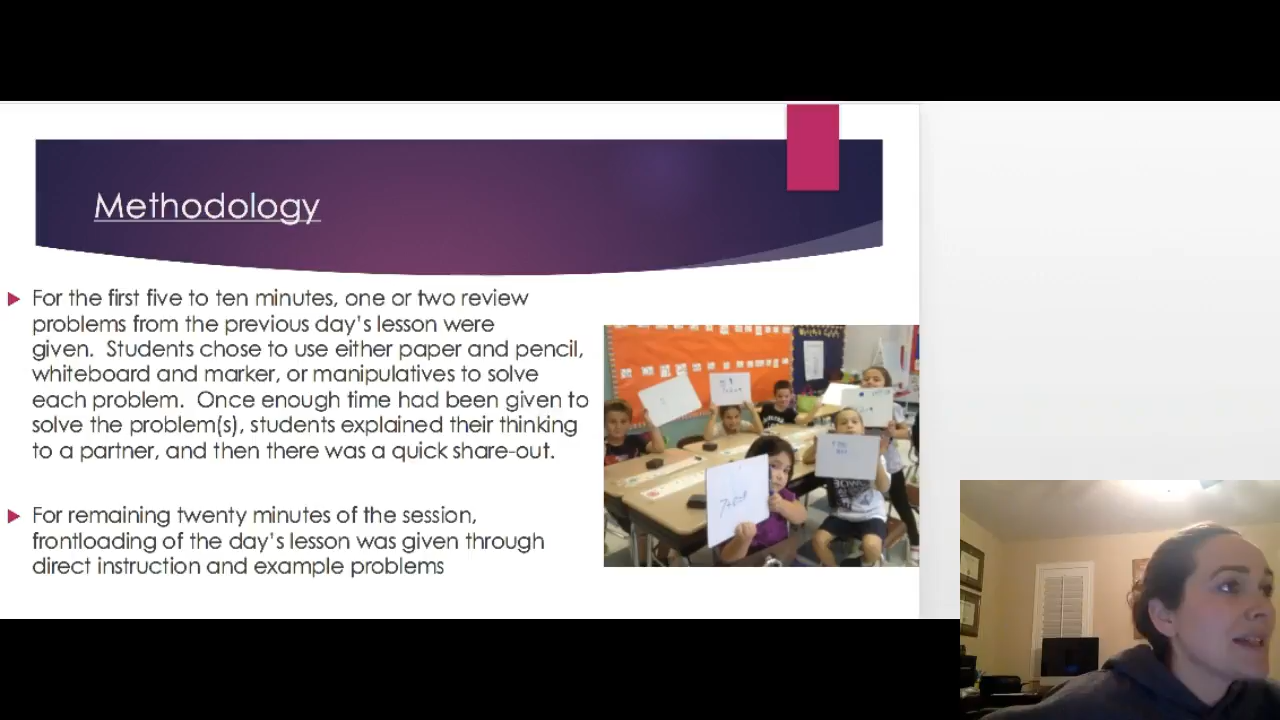 Methodology
For the first five to ten minutes, one or two review
problems from the previous day's lesson were
given. Students chose to use either paper and pencil,
whiteboard and marker, or manipulatives to solve
each problem. Once enough time had been given to
solve the problem(s), students explained their thinking
to a partner, and then there was a quick share-out.
For remaining twenty minutes of the session,
frontloading of the day's lesson was given through
direct instruction and example problems